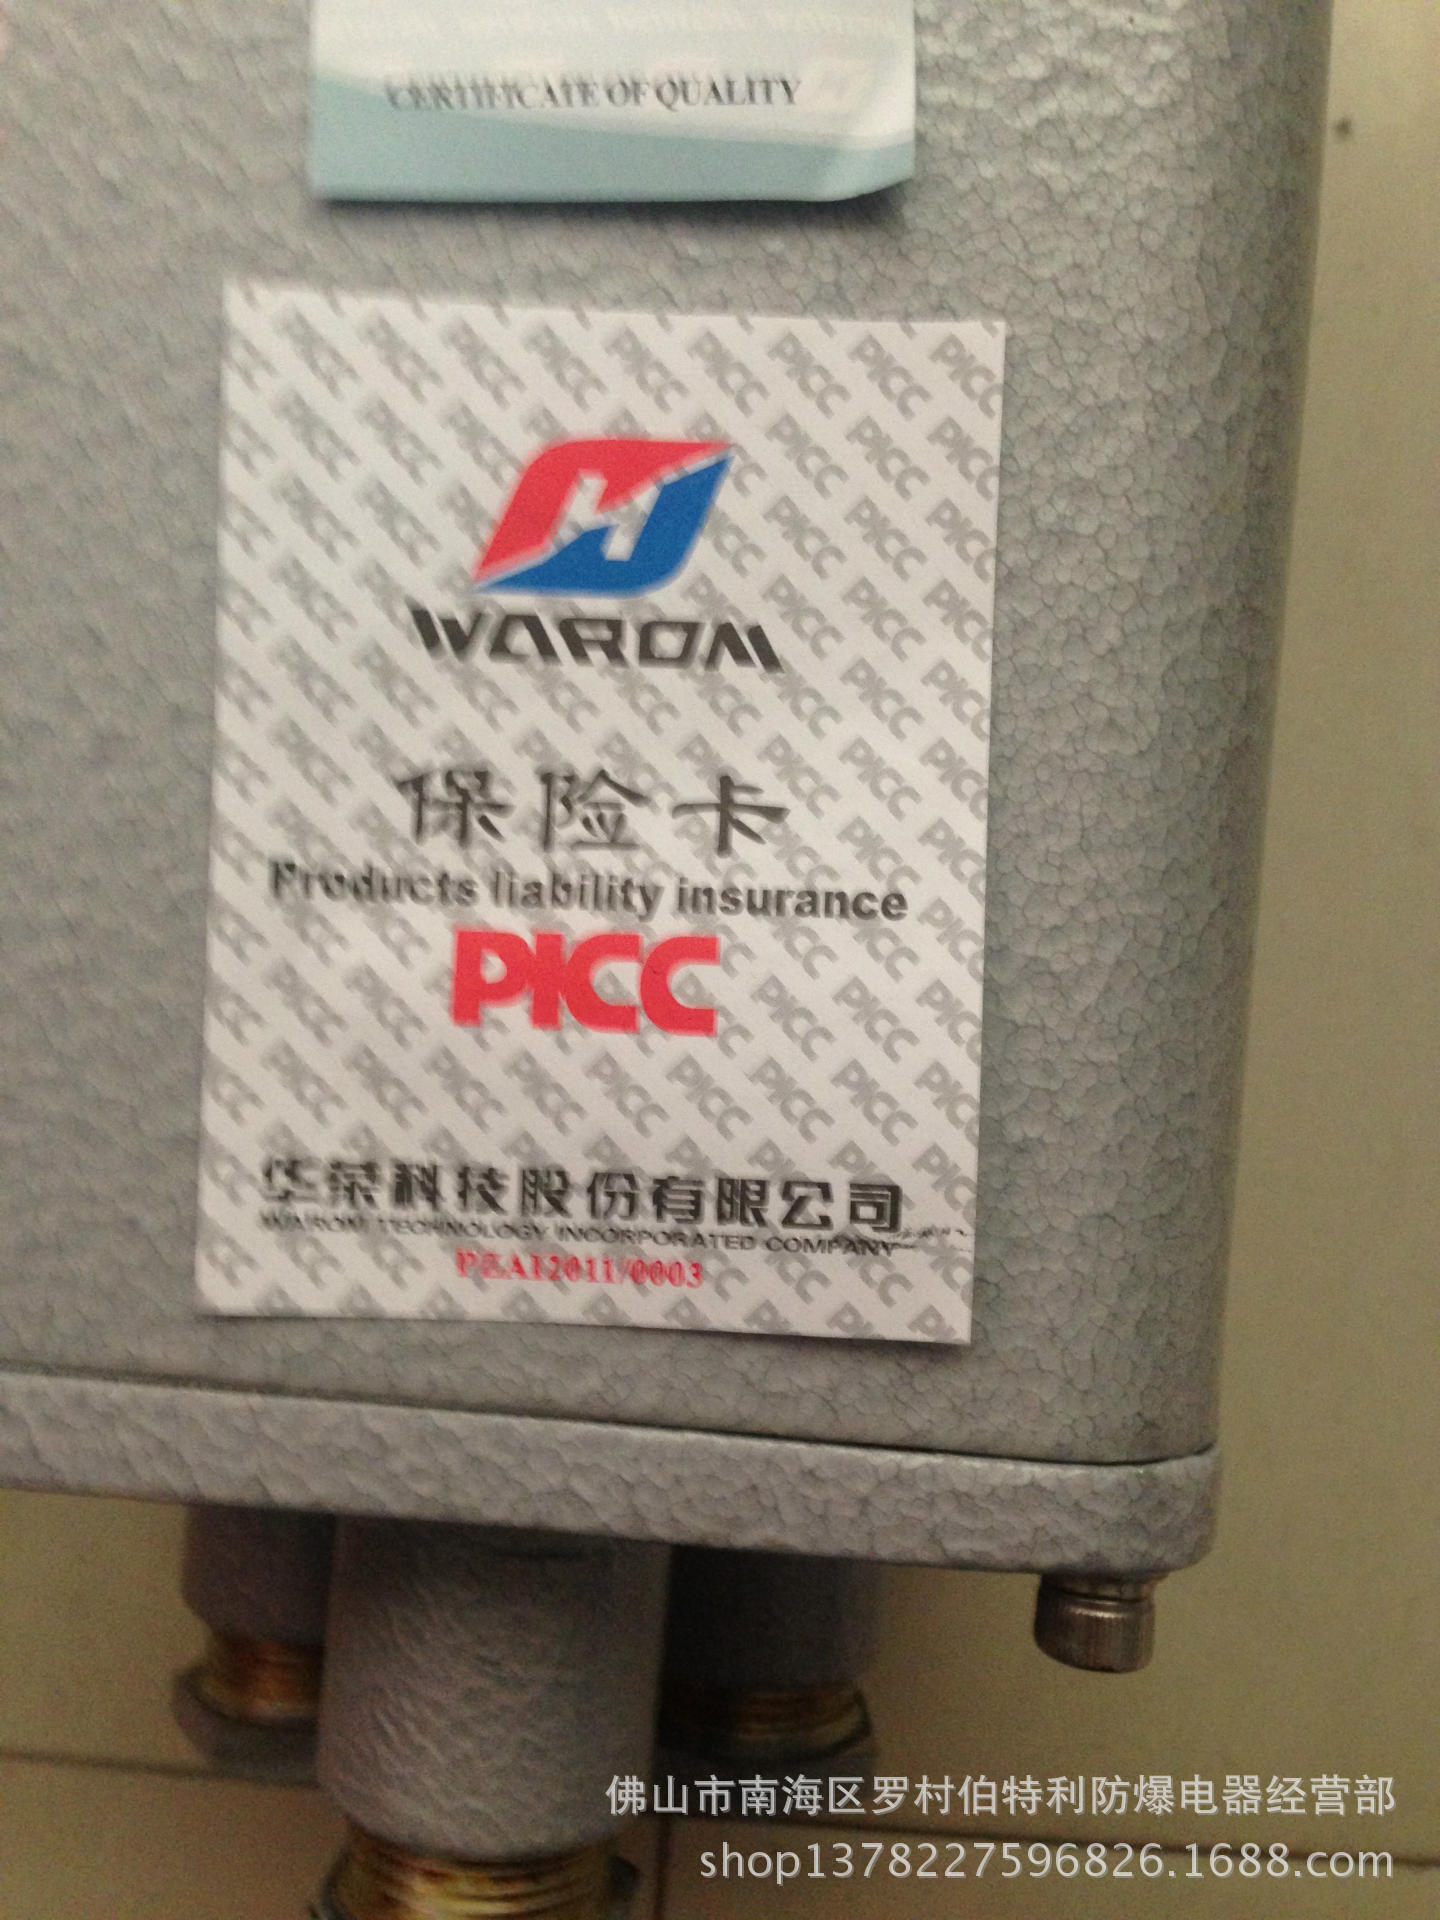 CERTIFICATE OF QUALITY
WAROM
保险卡
Products liability insurance
PICC
华荣科技股份有限公司
WAROM TECHNOLOGY INCORPORATED COMPANY
PZAI2011/0003
佛山市南海区罗村伯特利防爆电器经营部
shop1378227596826.1688.com